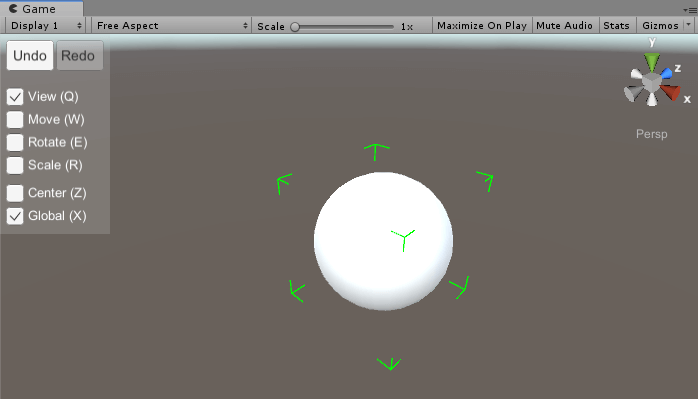 Game
Display 1 Free Aspect Scale 1x Maximize On Play Mute Audio Stats Gizmos
Undo Redo
View (Q)
Move (W)
Rotate (E)
Scale (R)
Center (Z)
Global (X)
y
z
x
Persp